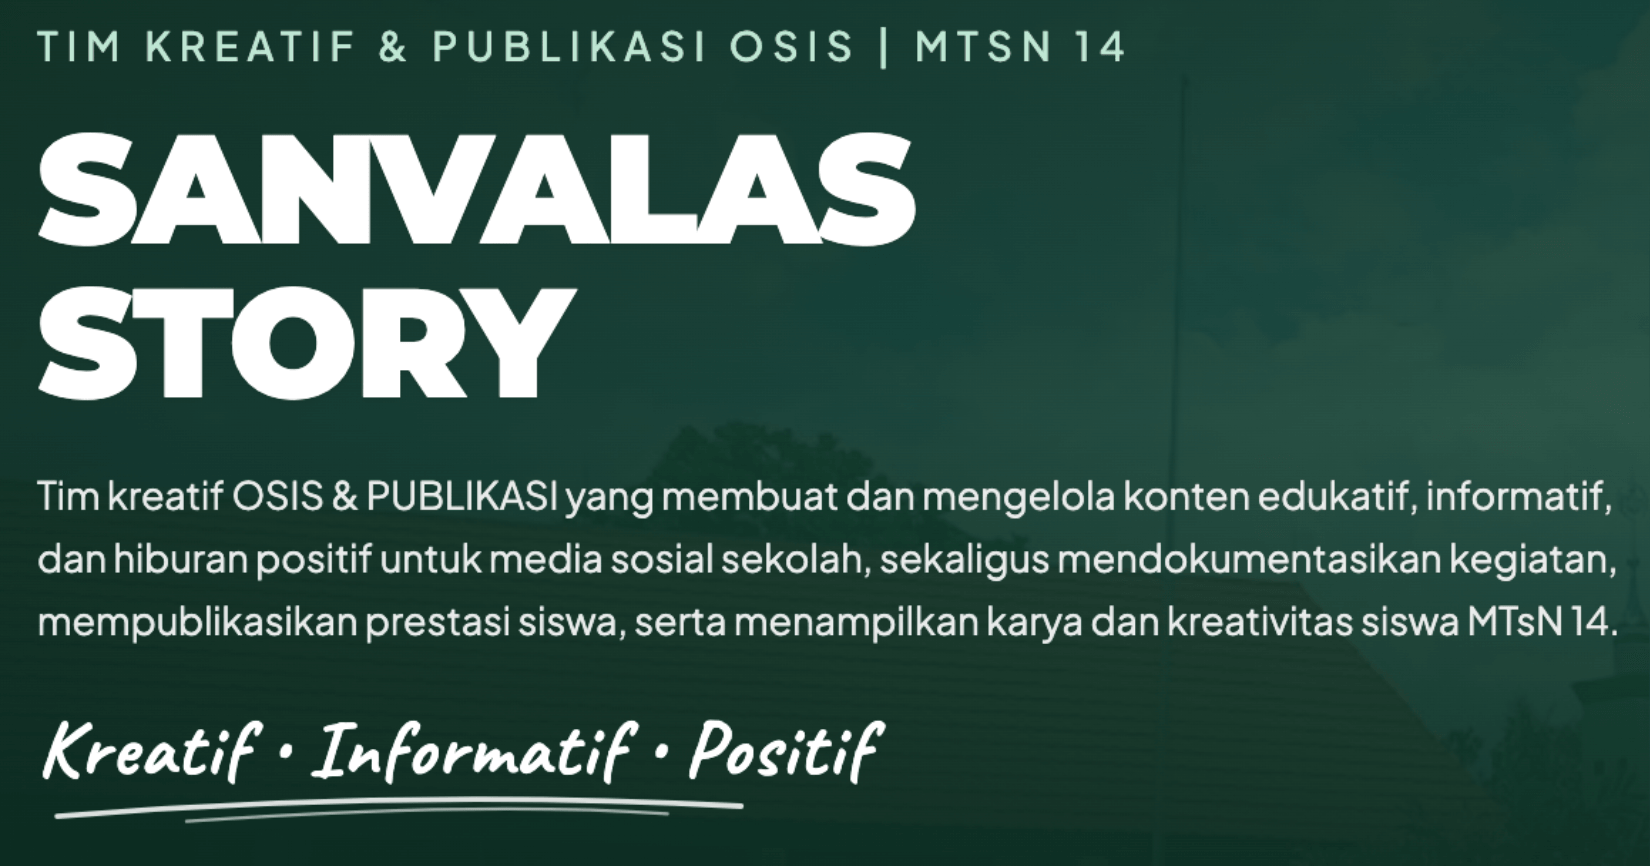 TIM KREATIF & PUBLIKASI OSIS | MTSN 14
SANVALAS
STORY
Tim kreatif OSIS & PUBLIKASI yang membuat dan mengelola konten edukatif, informatif,
dan hiburan positif untuk media sosial sekolah, sekaligus mendokumentasikan kegiatan,
mempublikasikan prestasi siswa, serta menampilkan karya dan kreativitas siswa MTsN 14.
Kreatif • Informatif • Positif